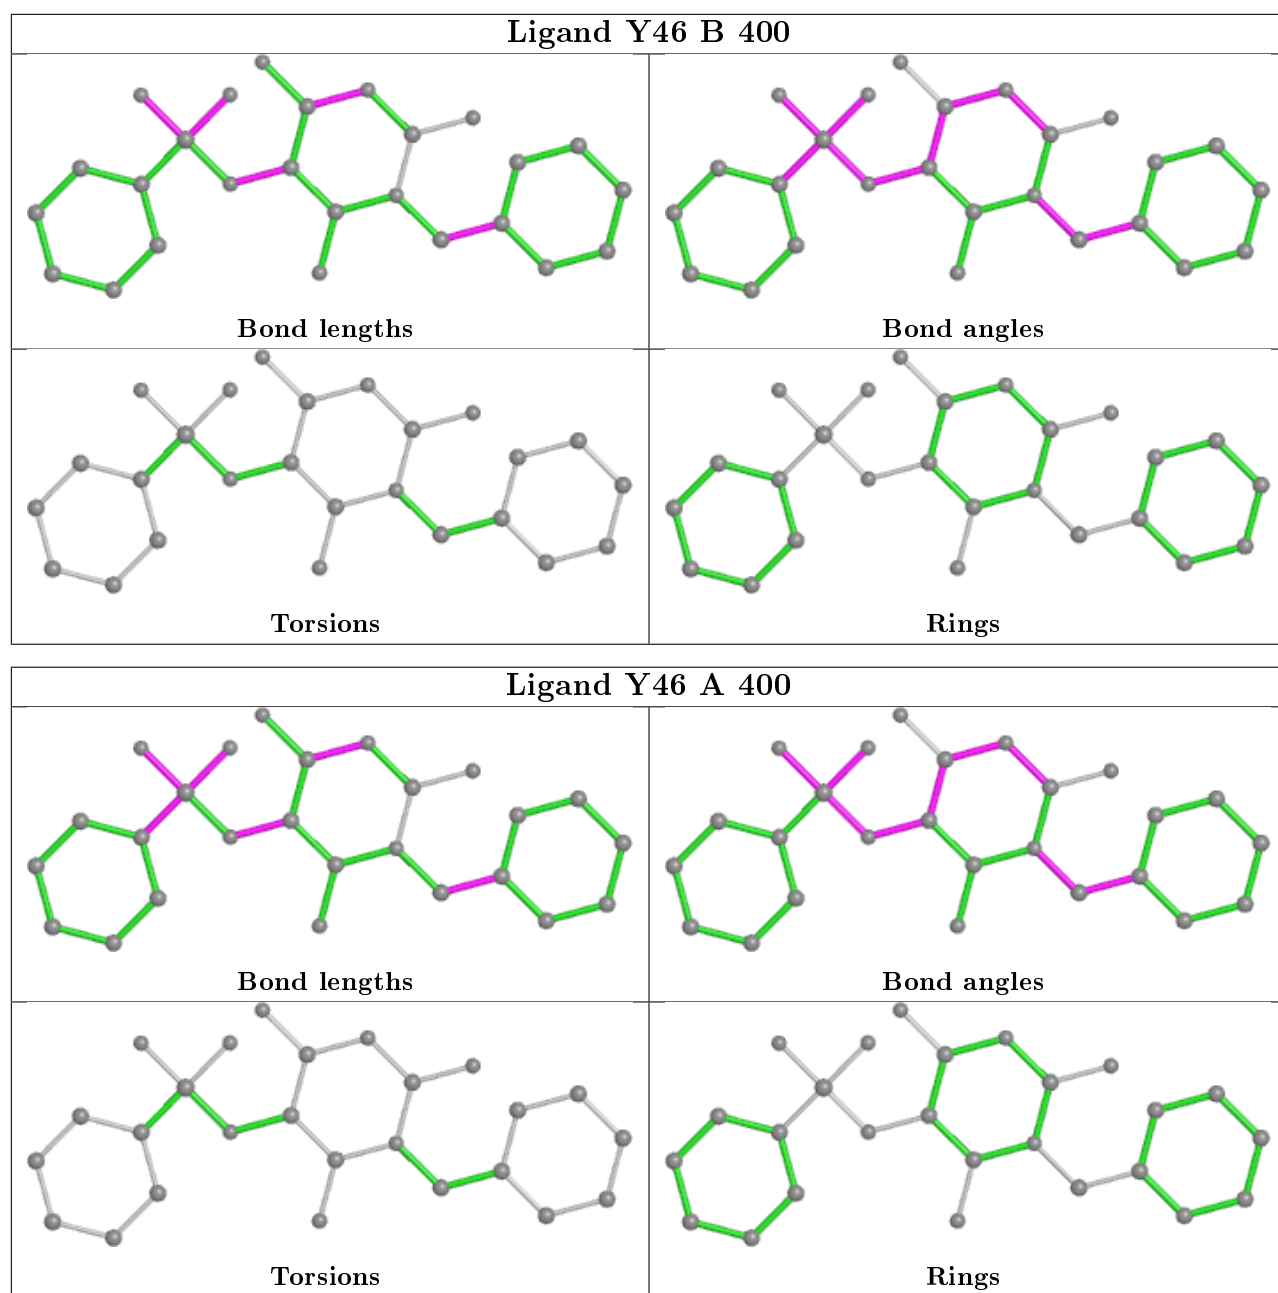 Ligand Y46 B 400
Bond lengths
Bond angles
Torsions
Rings
Ligand Y46 A 400
Bond lengths
Bond angles
Torsions
Rings